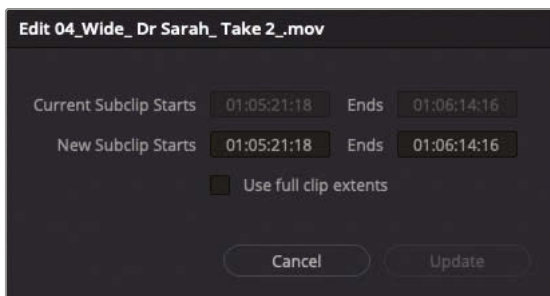 Edit 04_Wide_ Dr Sarah_ Take 2_.mov
Current Subclip Starts 01:05:21:18 Ends 01:06:14:16
New Subclip Starts 01:05:21:18 Ends 01:06:14:16
Use full clip extents
Cancel Update